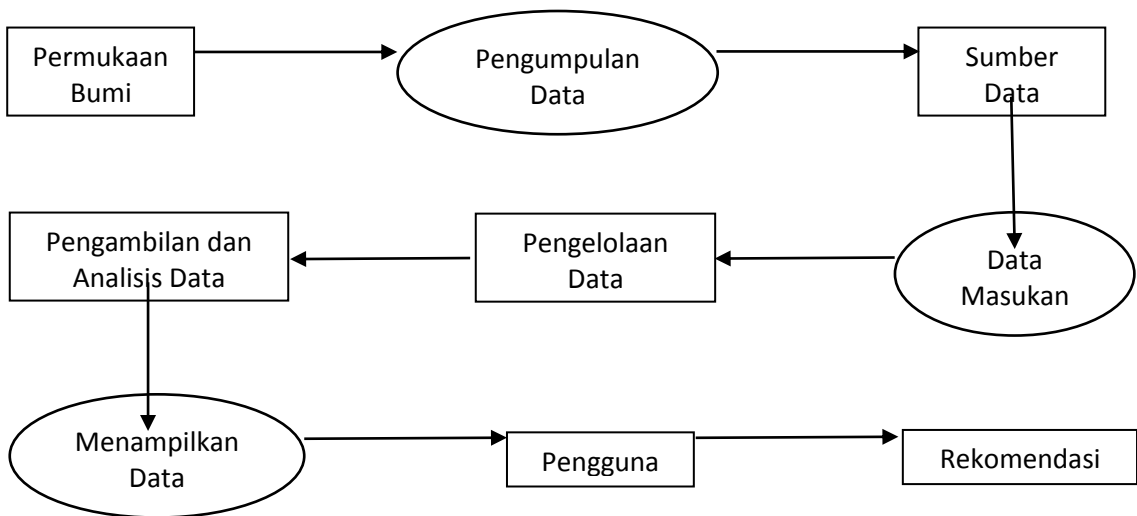 Permukaan
Bumi
Pengumpulan
Data
Sumber
Data
Data
Masukan
Pengelolaan
Data
Pengambilan dan
Analisis Data
Menampilkan
Data
Pengguna
Rekomendasi